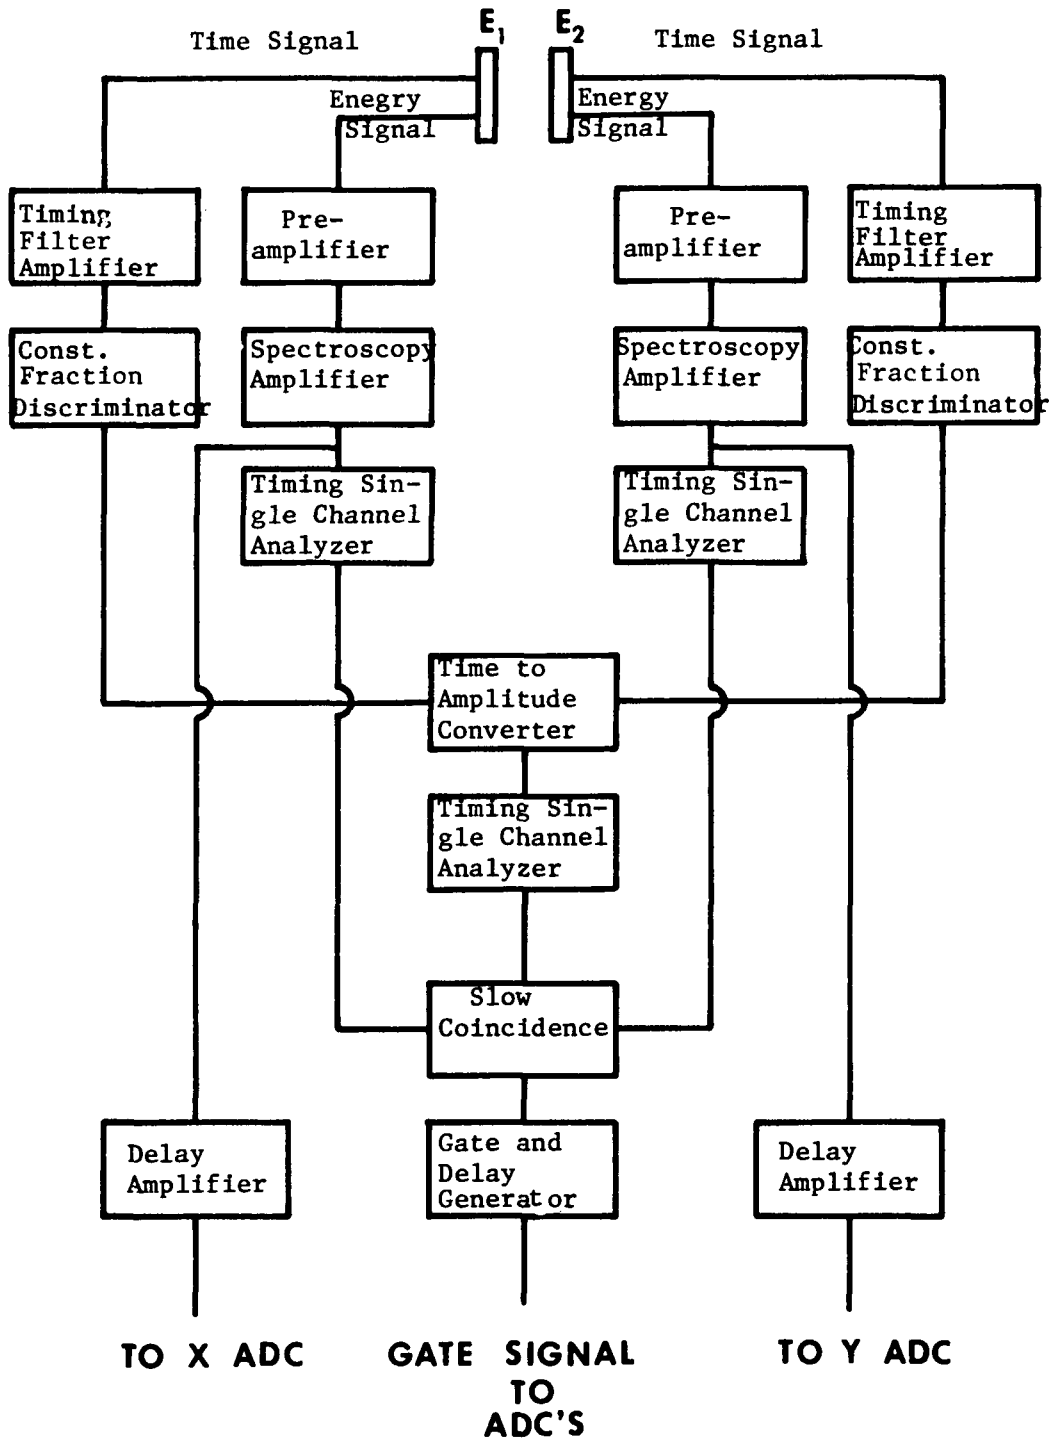 E1 E2
Time Signal
Time Signal
Enegry
Signal
Energy
Signal
Timing
Filter
Amplifier
Pre-
amplifier
Pre-
amplifier
Timing
Filter
Amplifier
Const.
Fraction
Discriminator
Spectroscopy
Amplifier
Spectroscopy
Amplifier
Const.
Fraction
Discriminator
Timing Sin-
gle Channel
Analyzer
Timing Sin-
gle Channel
Analyzer
Time to
Amplitude
Converter
Timing Sin-
gle Channel
Analyzer
Slow
Coincidence
Delay
Amplifier
Gate and
Delay
Generator
Delay
Amplifier
TO X ADC
GATE SIGNAL
TO
ADC'S
TO Y ADC